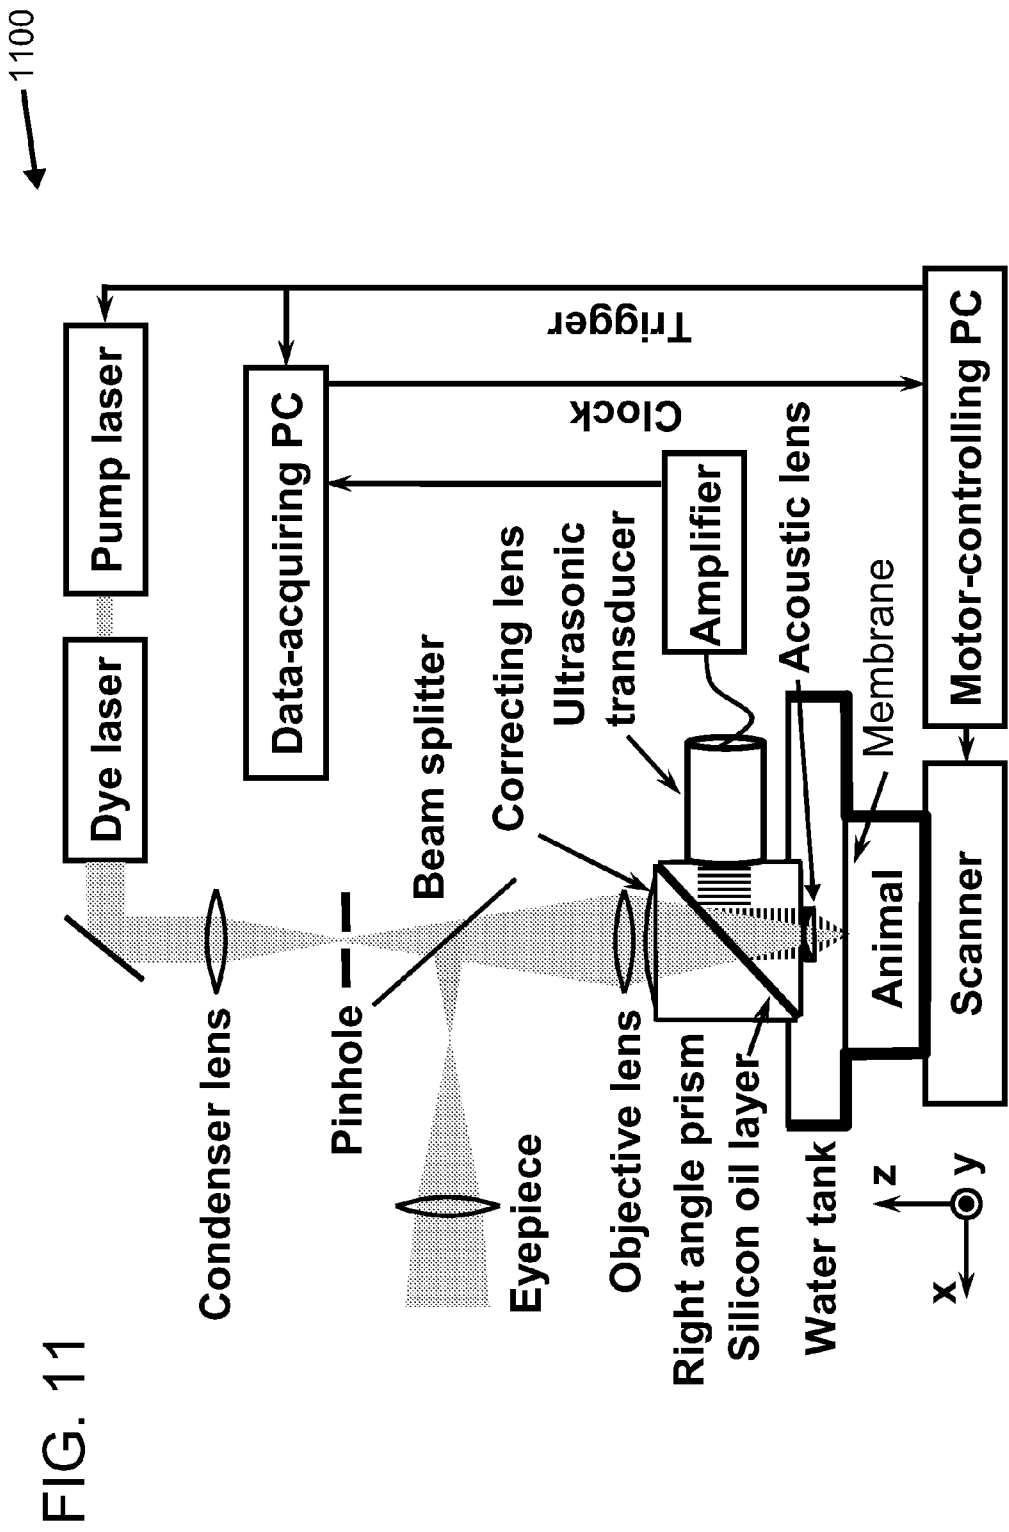 FIG. 11
1100
Pump laser
Dye laser
Data-acquiring PC
Trigger
Clock
Condenser lens
Pinhole
Beam splitter
Eyepiece
Correcting lens
Ultrasonic
transducer
Amplifier
Objective lens
Right angle prism
Silicon oil layer
Acoustic lens
Membrane
Water tank
Animal
Motor-controlling PC
Scanner
z
y
x